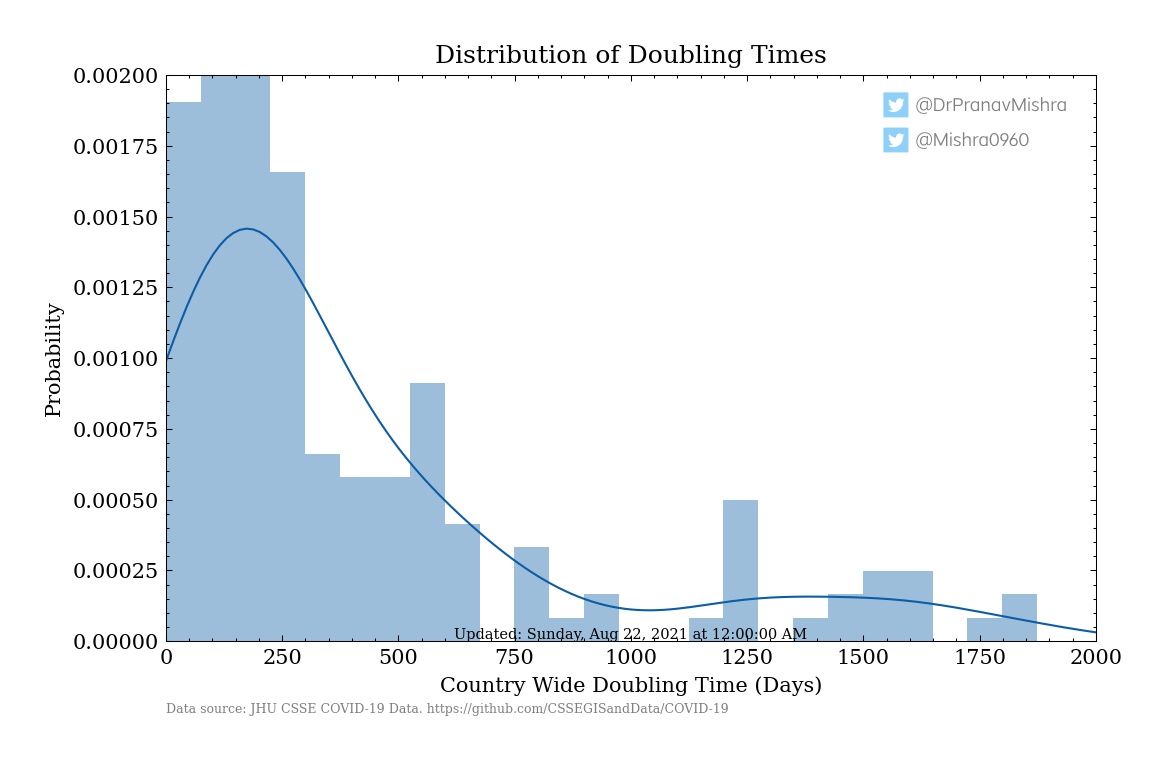 Distribution of Doubling Times
@DrPranavMishra
@Mishra0960
Probability
0.00200
0.00175
0.00150
0.00125
0.00100
0.00075
0.00050
0.00025
0.00000
Updated: Sunday, Aug 22, 2021 at 12:00:00 AM
0 250 500 750 1000 1250 1500 1750 2000
Country Wide Doubling Time (Days)
Data source: JHU CSSE COVID-19 Data. https://github.com/CSSEGISandData/COVID-19